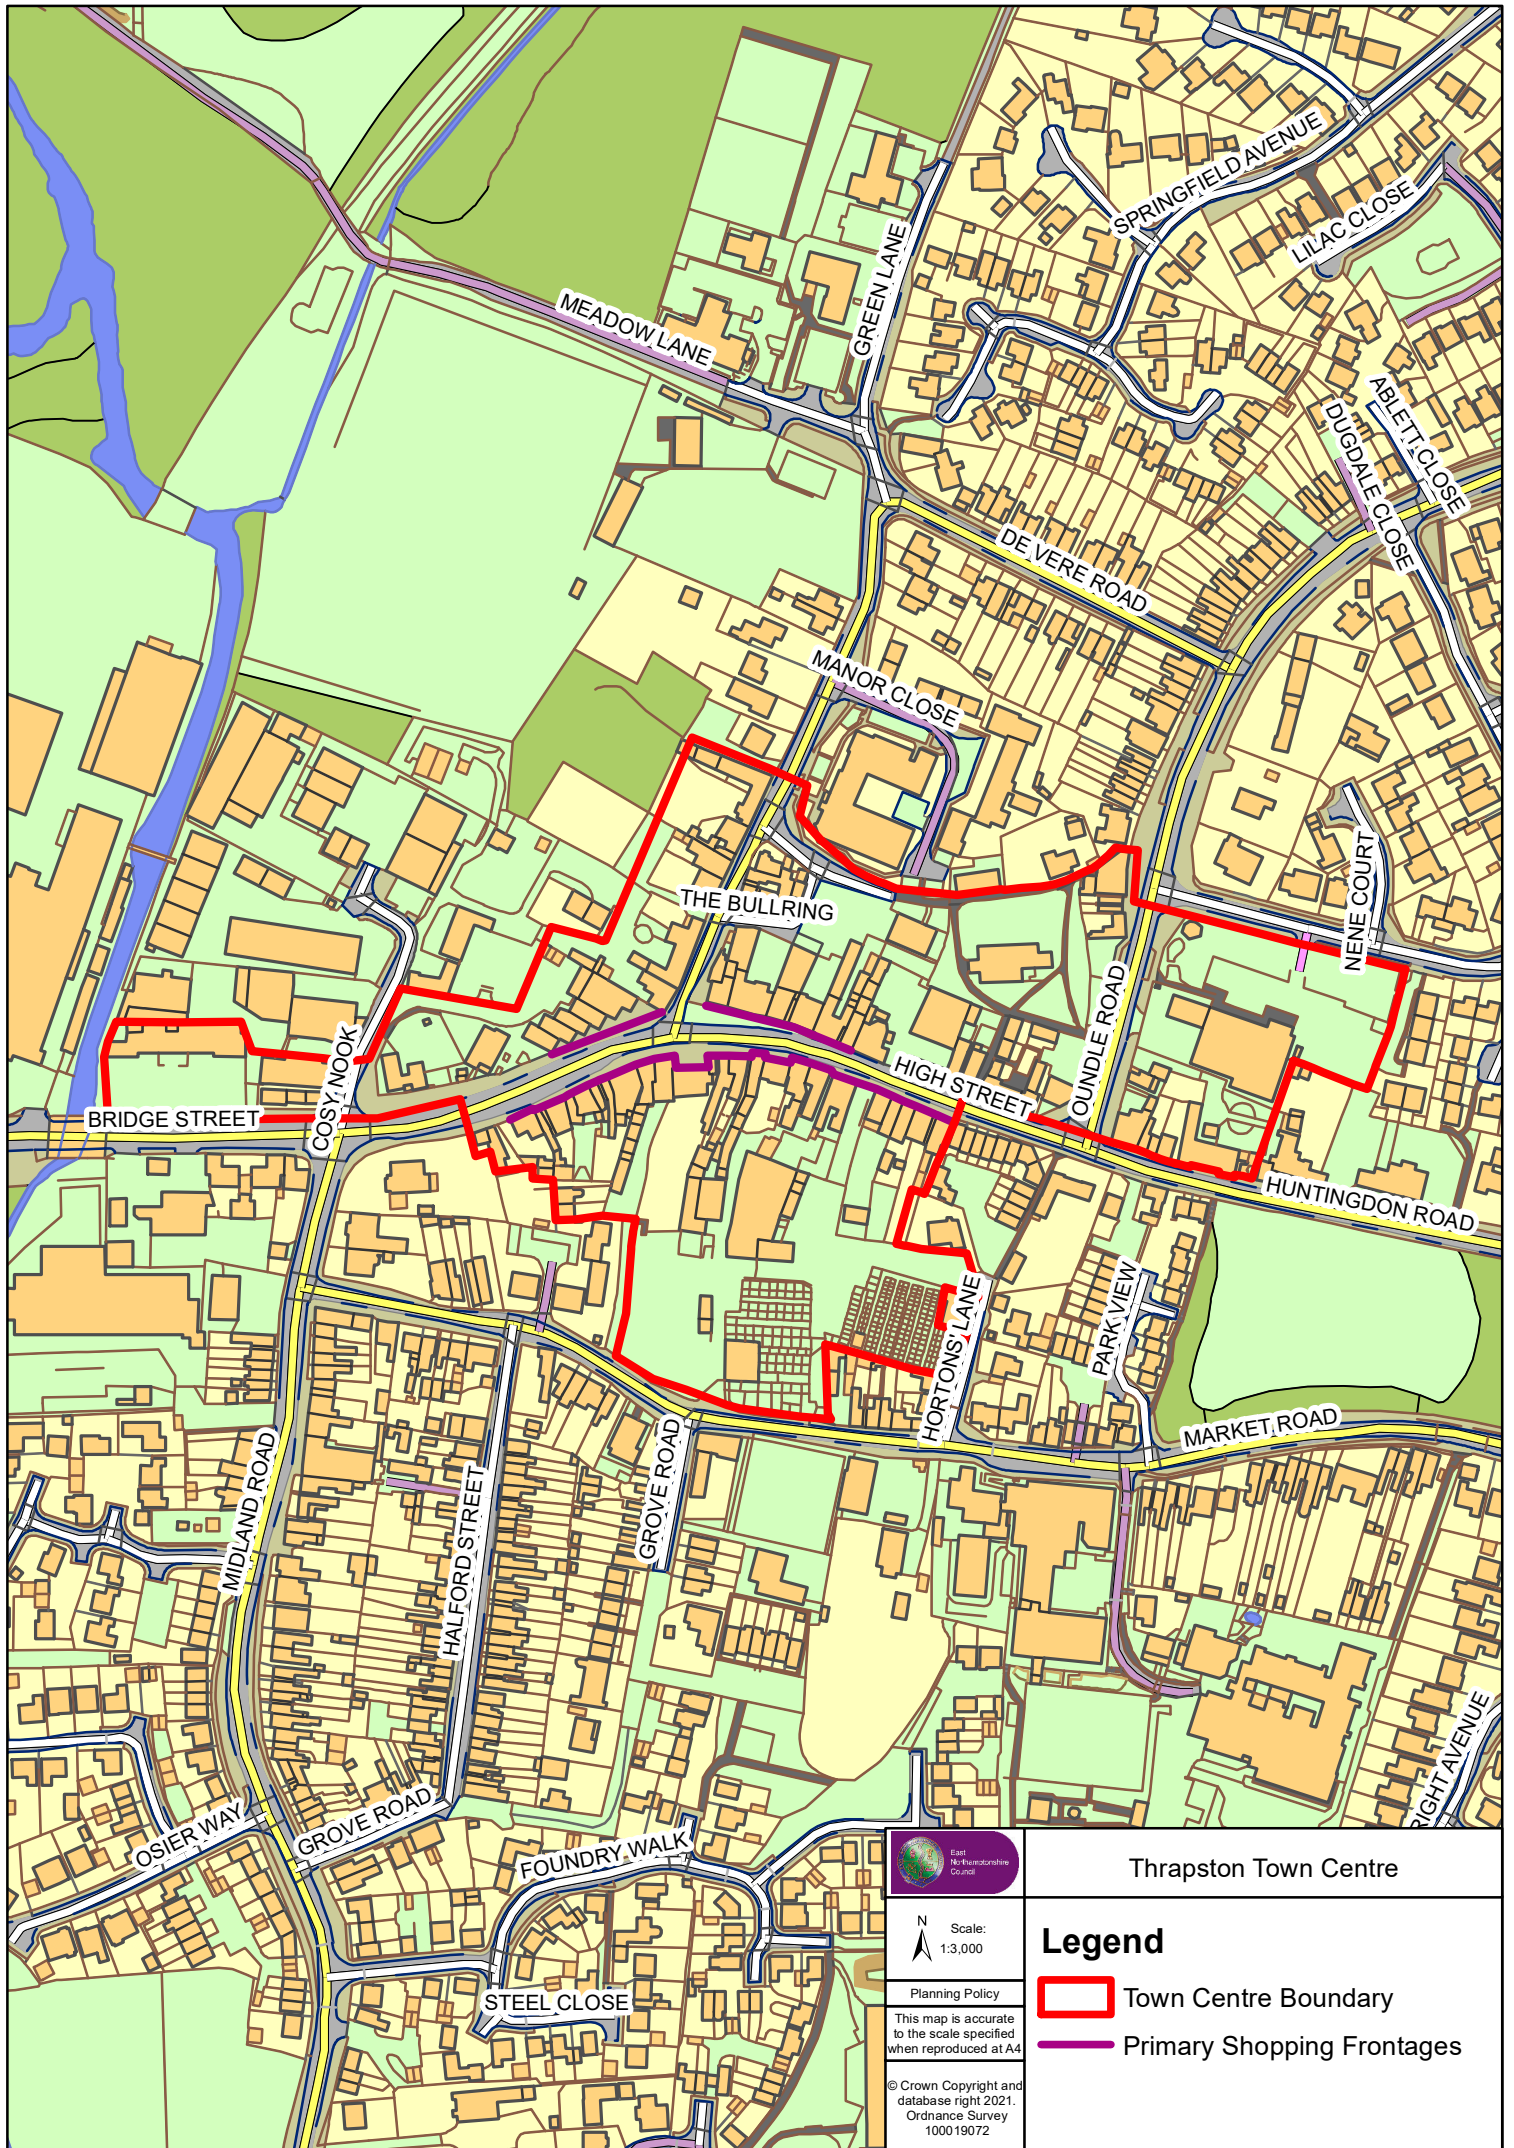 SPRINGFIELD AVENUE
LILAC CLOSE
GREEN LANE
MEADOW LANE
ABLETT CLOSE
DUGDALE CLOSE
DE VERE ROAD
MANOR CLOSE
THE BULLRING
NENE COURT
OUNDLE ROAD
COSY NOOK
HIGH STREET
BRIDGE STREET
HUNTINGDON ROAD
PARK VIEW
HORTONS LANE
MARKET ROAD
MIDLAND ROAD
HALFORD STREET
GROVE ROAD
RIGHT AVENUE
OSIER WAY
GROVE ROAD
FOUNDRY WALK
STEEL CLOSE
East
Northamptonshire
Council
Thrapston Town Centre
N
Scale:
1:3,000
Legend
Planning Policy
Town Centre Boundary
This map is accurate
to the scale specified
when reproduced at A4
Primary Shopping Frontages
© Crown Copyright and
database right 2021.
Ordnance Survey
100019072